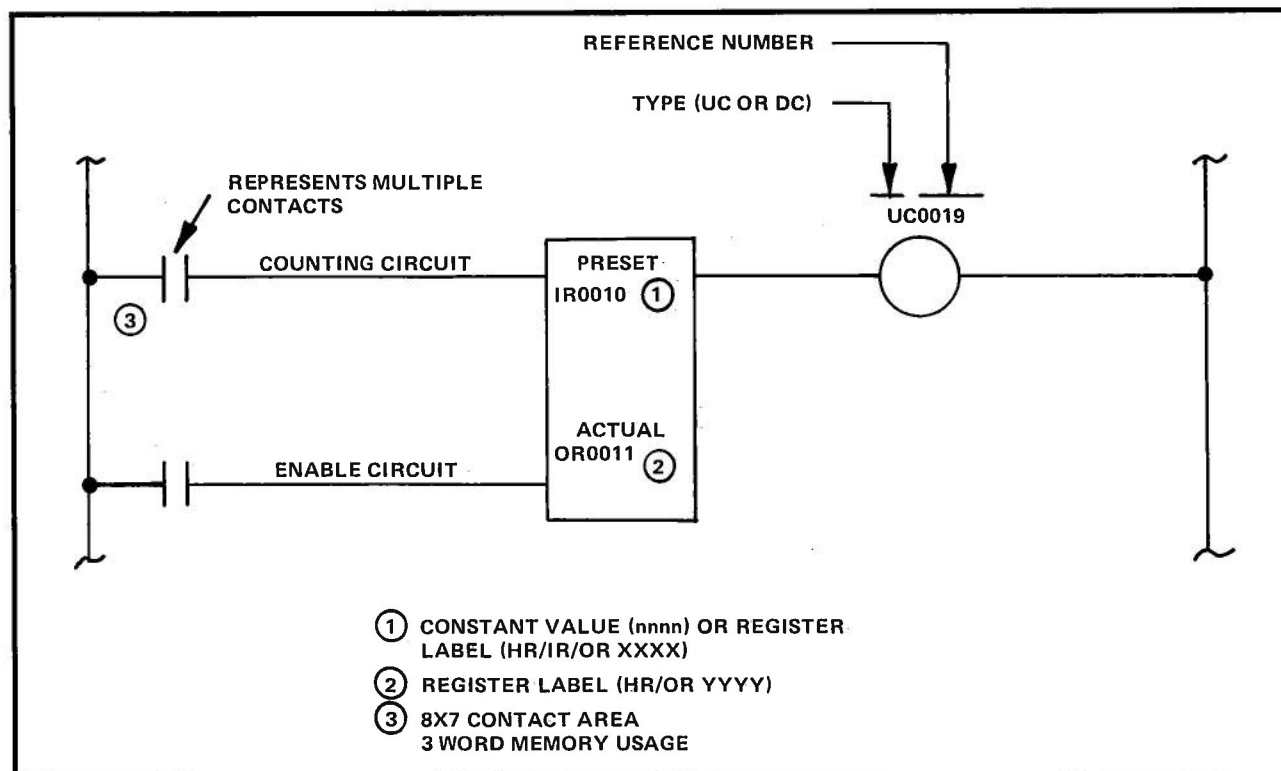 REFERENCE NUMBER
TYPE (UC OR DC)
REPRESENTS MULTIPLE
CONTACTS
UC0019
COUNTING CIRCUIT
PRESET
IR0010 ①
③
ACTUAL
OR0011 ②
ENABLE CIRCUIT
① CONSTANT VALUE (nnnn) OR REGISTER
LABEL (HR/IR/OR XXXX)
② REGISTER LABEL (HR/OR YYYY)
③ 8X7 CONTACT AREA
3 WORD MEMORY USAGE